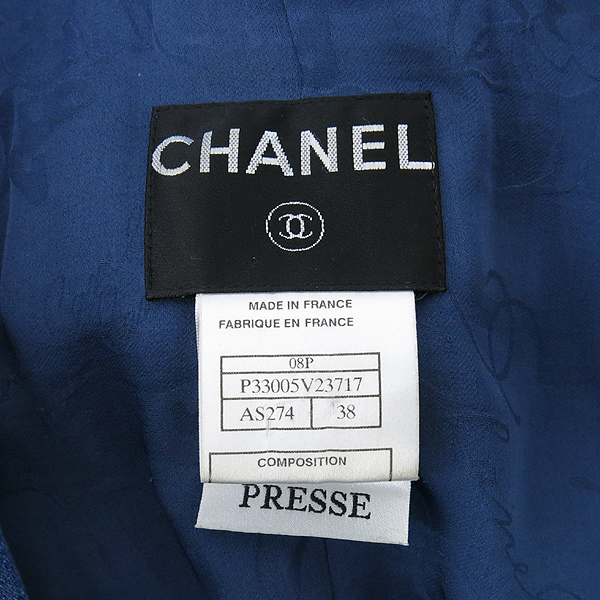 CHANEL
MADE IN FRANCE
FABRIQUE EN FRANCE
08P
P33005V23717
AS274 38
COMPOSITION
PRESSE